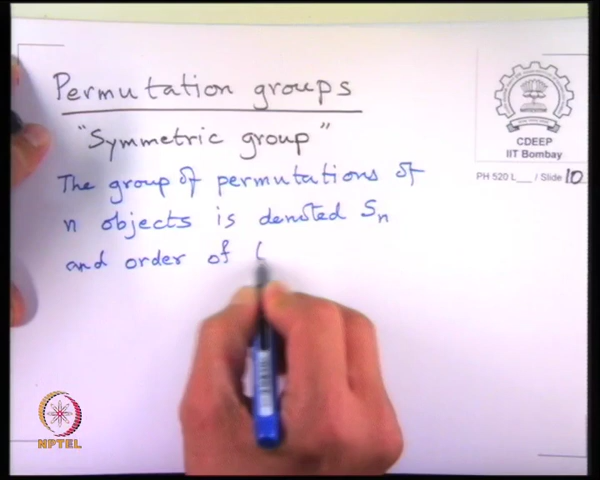 Permutation groups
"Symmetric group"
The group of permutations of
n objects is denoted Sn
and order of
CDEEP
IIT Bombay
PH 520 L___ / Slide 10
NPTEL